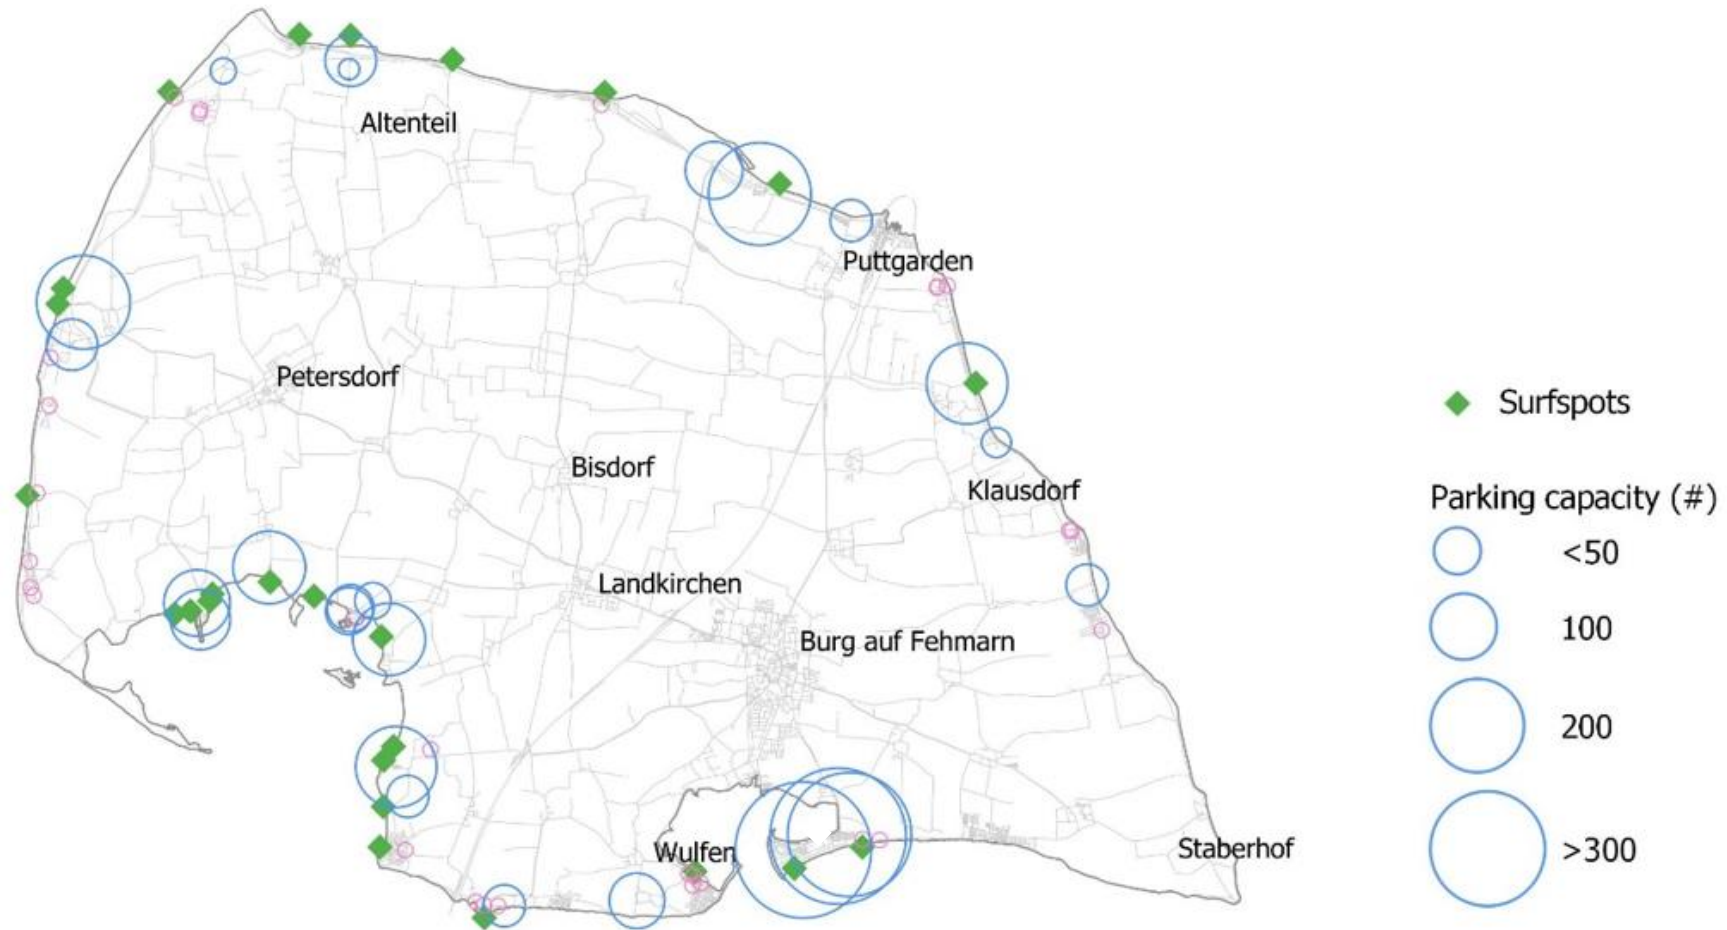 Altenteil
Puttgarden
Petersdorf
Surfspots
Bisdorf
Klausdorf
Parking capacity (#)
<50
Landkirchen
100
Burg auf Fehmarn
200
Wulfen
Staberhof
>300